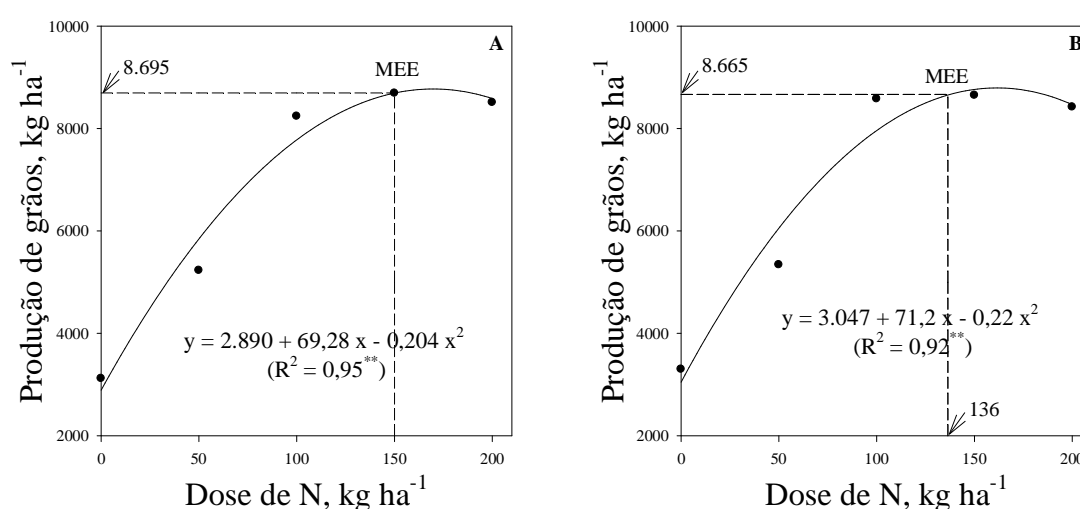 A
Produção de grãos, kg ha⁻¹
10000
8000
6000
4000
2000
8.695
MEE
y = 2.890 + 69,28 x - 0,204 x²
(R² = 0,95**)
0 50 100 150 200
Dose de N, kg ha⁻¹
B
Produção de grãos, kg ha⁻¹
10000
8000
6000
4000
2000
8.665
MEE
y = 3.047 + 71,2 x - 0,22 x²
(R² = 0,92**)
136
0 50 100 150 200
Dose de N, kg ha⁻¹